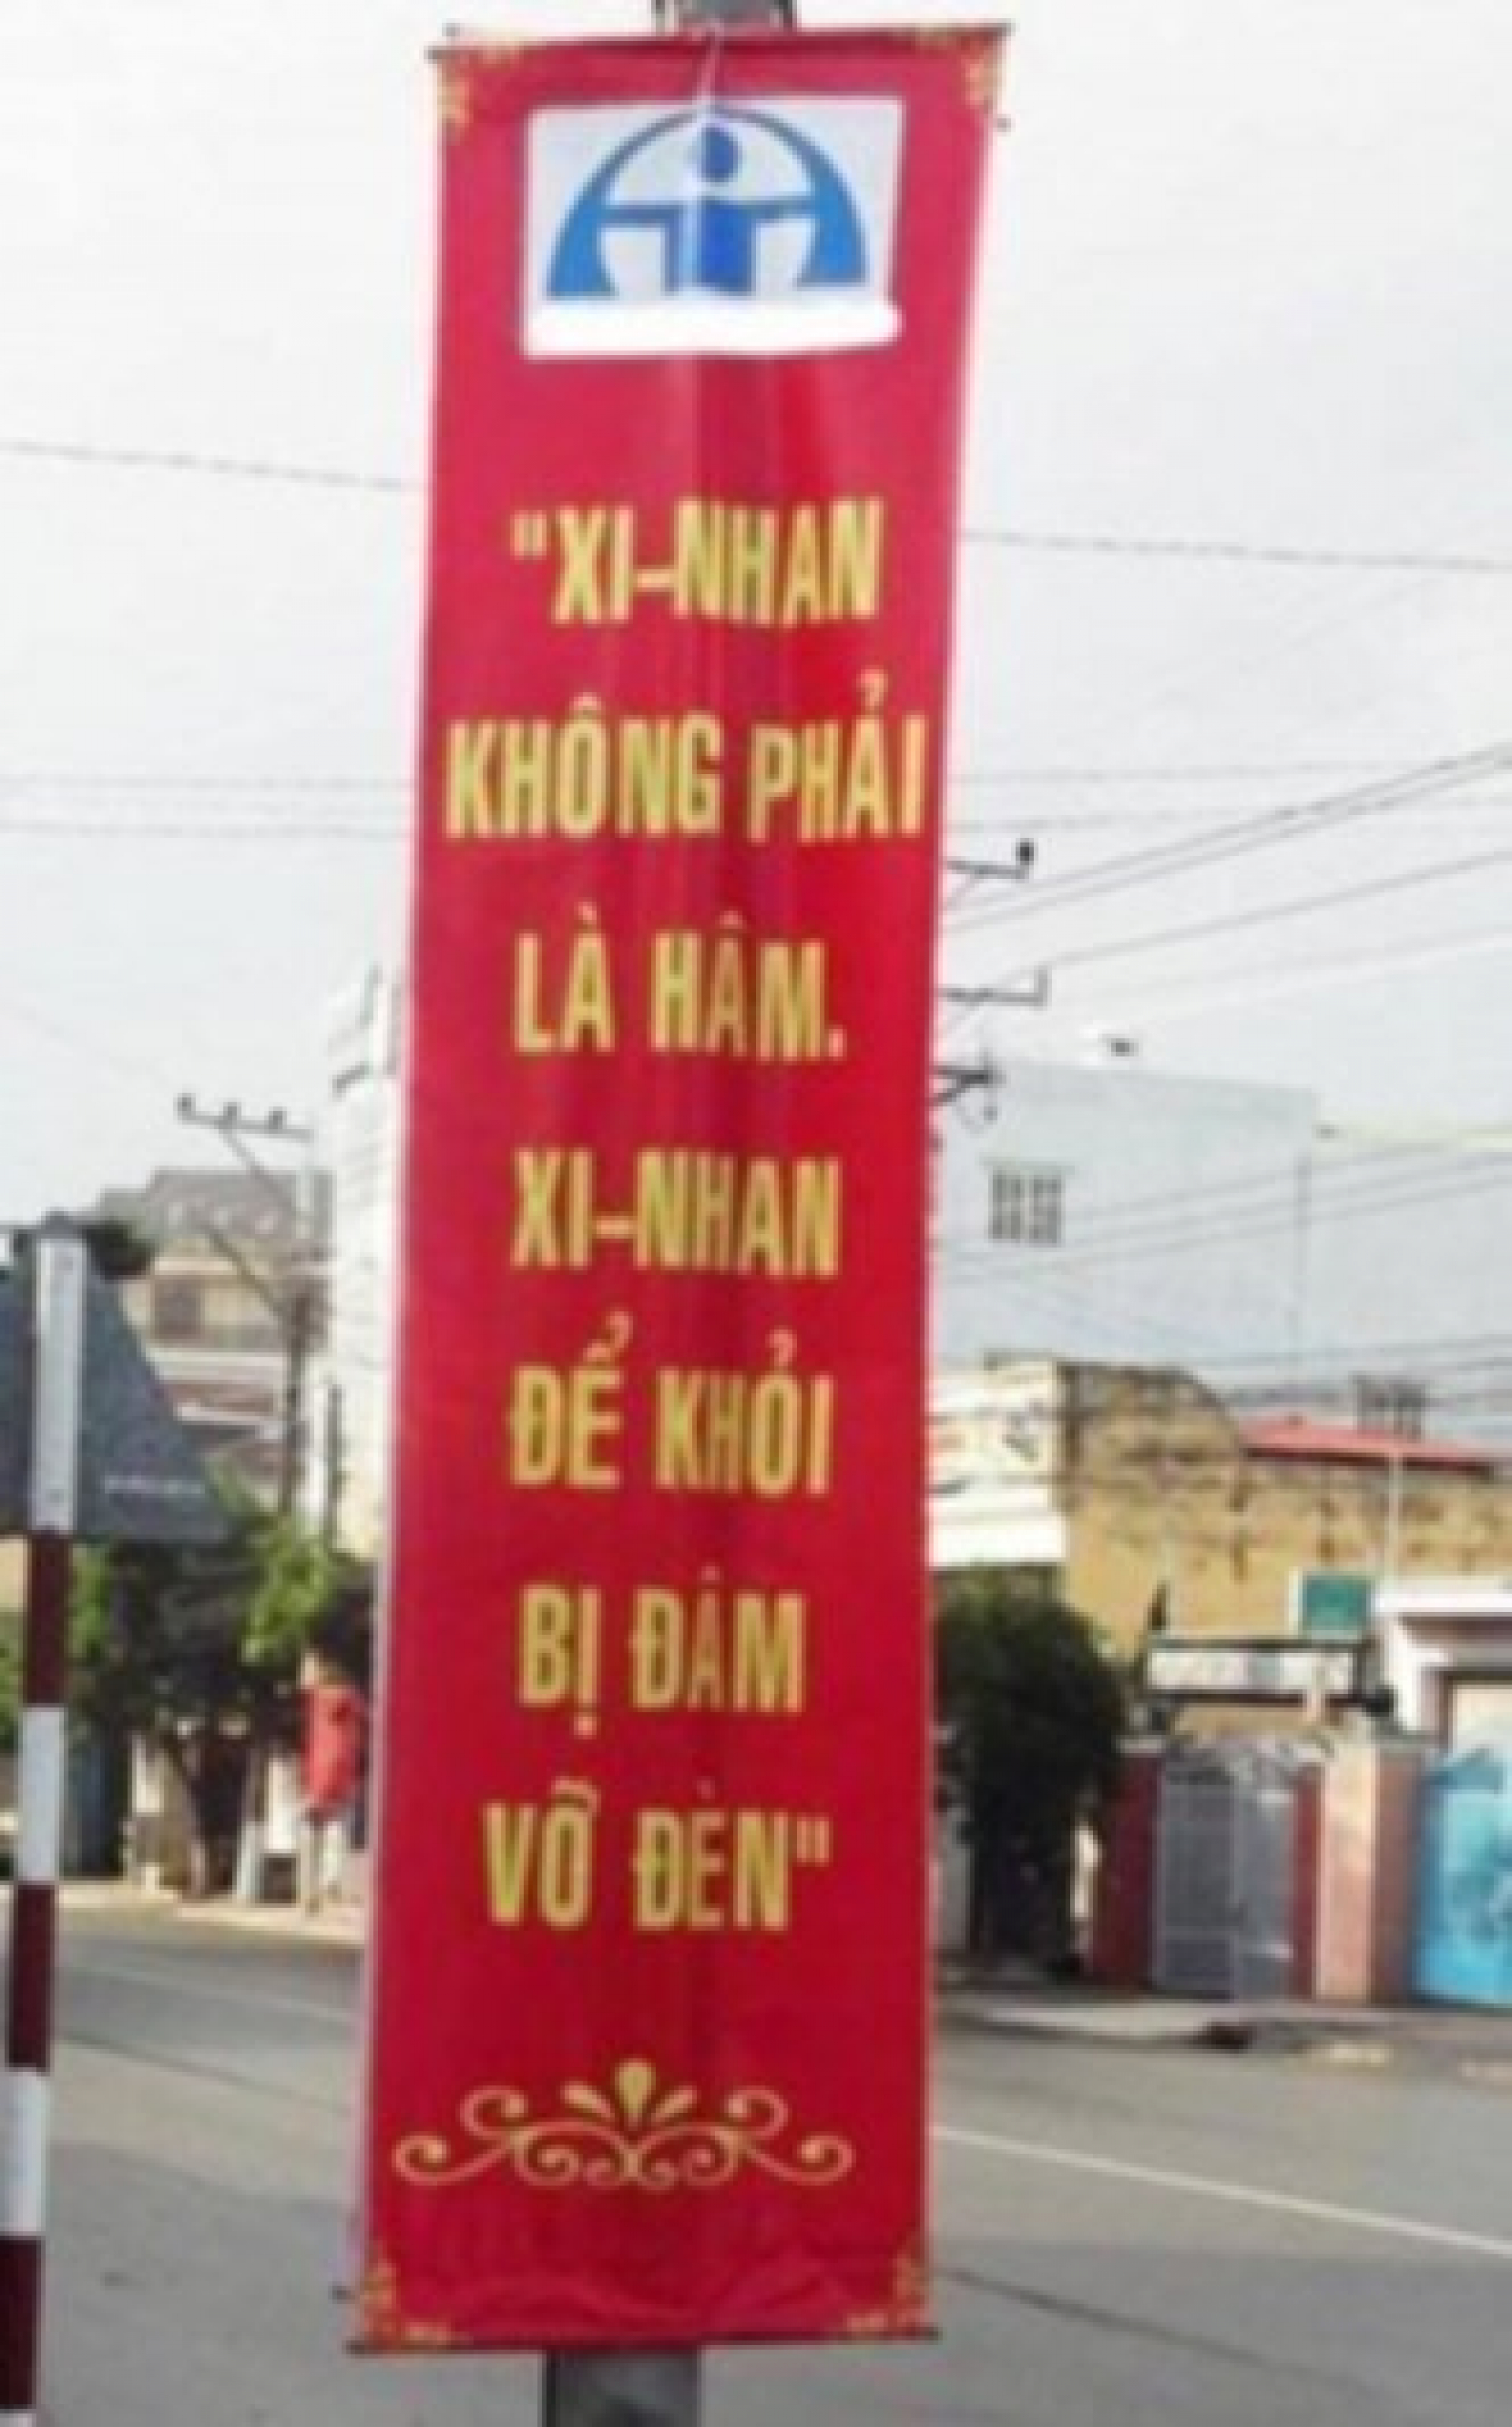 "XI-NHAN
KHÔNG PHẢI
LÀ HÂM.
XI-NHAN
ĐỂ KHỎI
BỊ ĐÂM
VỠ ĐÈN"